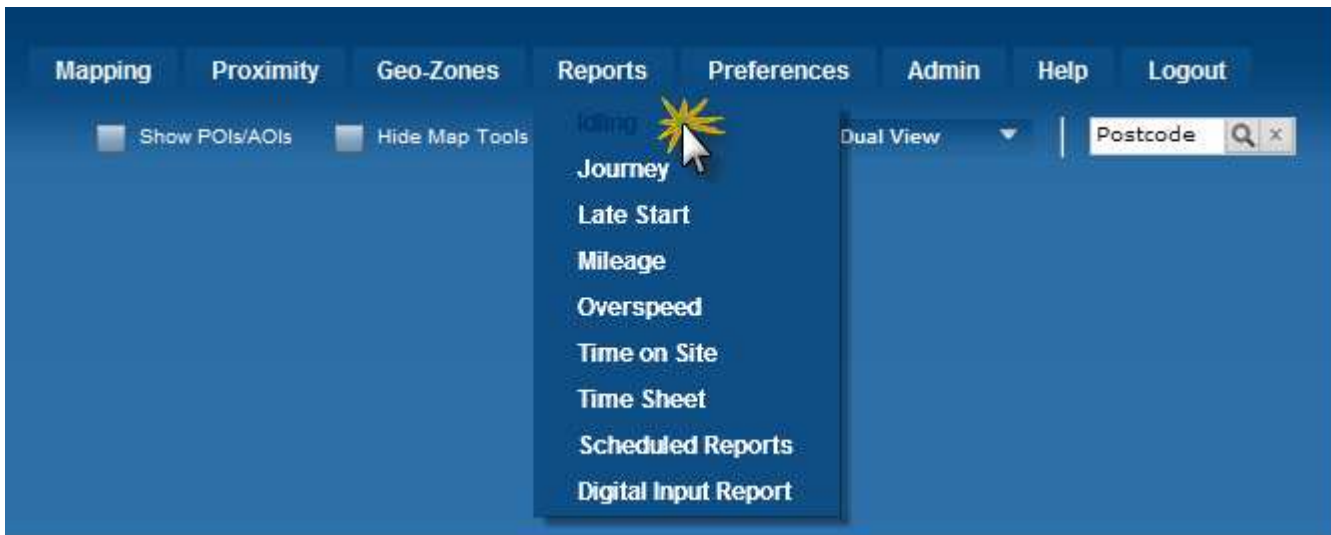 Mapping Proximity Geo-Zones Reports Preferences Admin Help Logout
Show POIs/AOIs Hide Map Tools Dual View Postcode
Idling
Journey
Late Start
Mileage
Overspeed
Time on Site
Time Sheet
Scheduled Reports
Digital Input Report